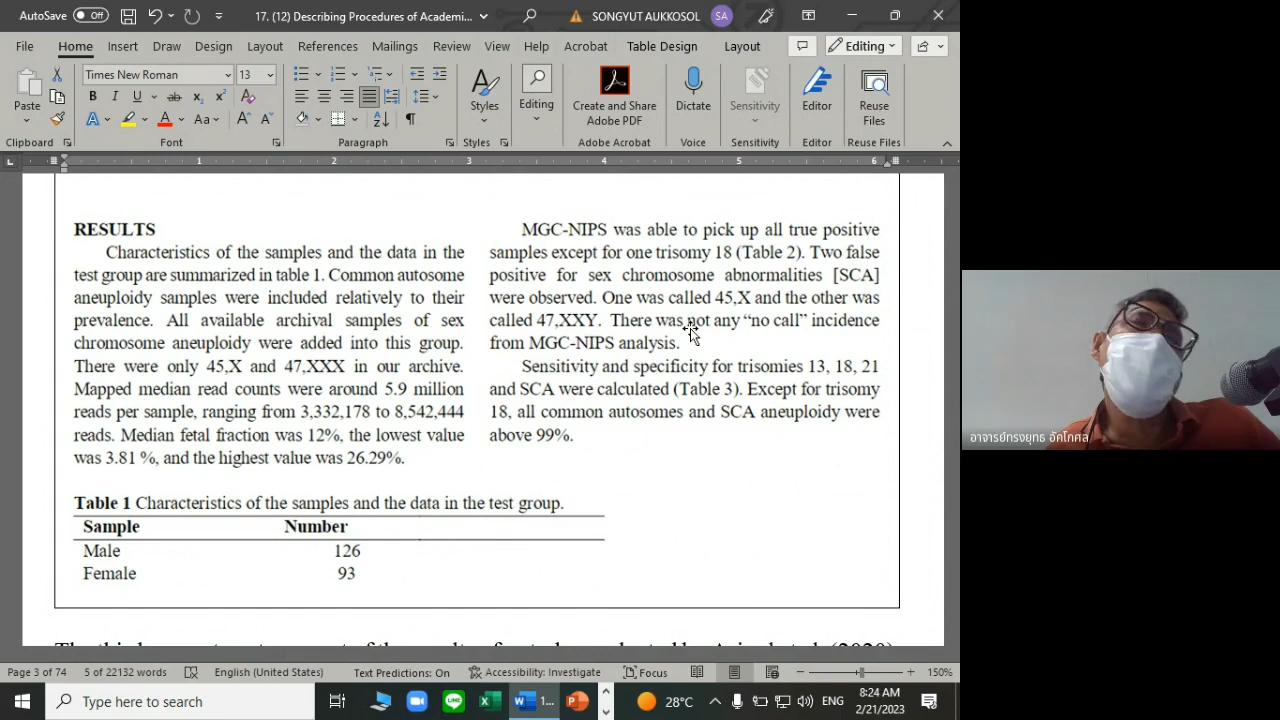 AutoSave Off 17. (12) Describing Procedures of Academi... SONGYUT AUKKOSOL SA
File Home Insert Draw Design Layout References Mailings Review View Help Acrobat Table Design Layout Editing
Times New Roman 13
Paste Styles Editing Create and Share Adobe PDF Dictate Sensitivity Editor Reuse Files
Clipboard Font Paragraph Styles Adobe Acrobat Voice Sensitivity Editor Reuse Files
1 2 3 4 5 6
RESULTS
Characteristics of the samples and the data in the
test group are summarized in table 1. Common autosome
aneuploidy samples were included relatively to their
prevalence. All available archival samples of sex
chromosome aneuploidy were added into this group.
There were only 45,X and 47,XXX in our archive.
Mapped median read counts were around 5.9 million
reads per sample, ranging from 3,332,178 to 8,542,444
reads. Median fetal fraction was 12%, the lowest value
was 3.81 %, and the highest value was 26.29%.
MGC-NIPS was able to pick up all true positive
samples except for one trisomy 18 (Table 2). Two false
positive for sex chromosome abnormalities [SCA]
were observed. One was called 45,X and the other was
called 47,XXY. There was not any “no call” incidence
from MGC-NIPS analysis.
Sensitivity and specificity for trisomies 13, 18, 21
and SCA were calculated (Table 3). Except for trisomy
18, all common autosomes and SCA aneuploidy were
above 99%.
Table 1 Characteristics of the samples and the data in the test group.
Sample Number
Male 126
Female 93
อาจารย์ทรงยุทธ อัคโกศล
Page 3 of 74 5 of 22132 words English (United States) Text Predictions: On Accessibility: Investigate Focus 150%
Type here to search 1... 28°C ENG 8:24 AM
2/21/2023